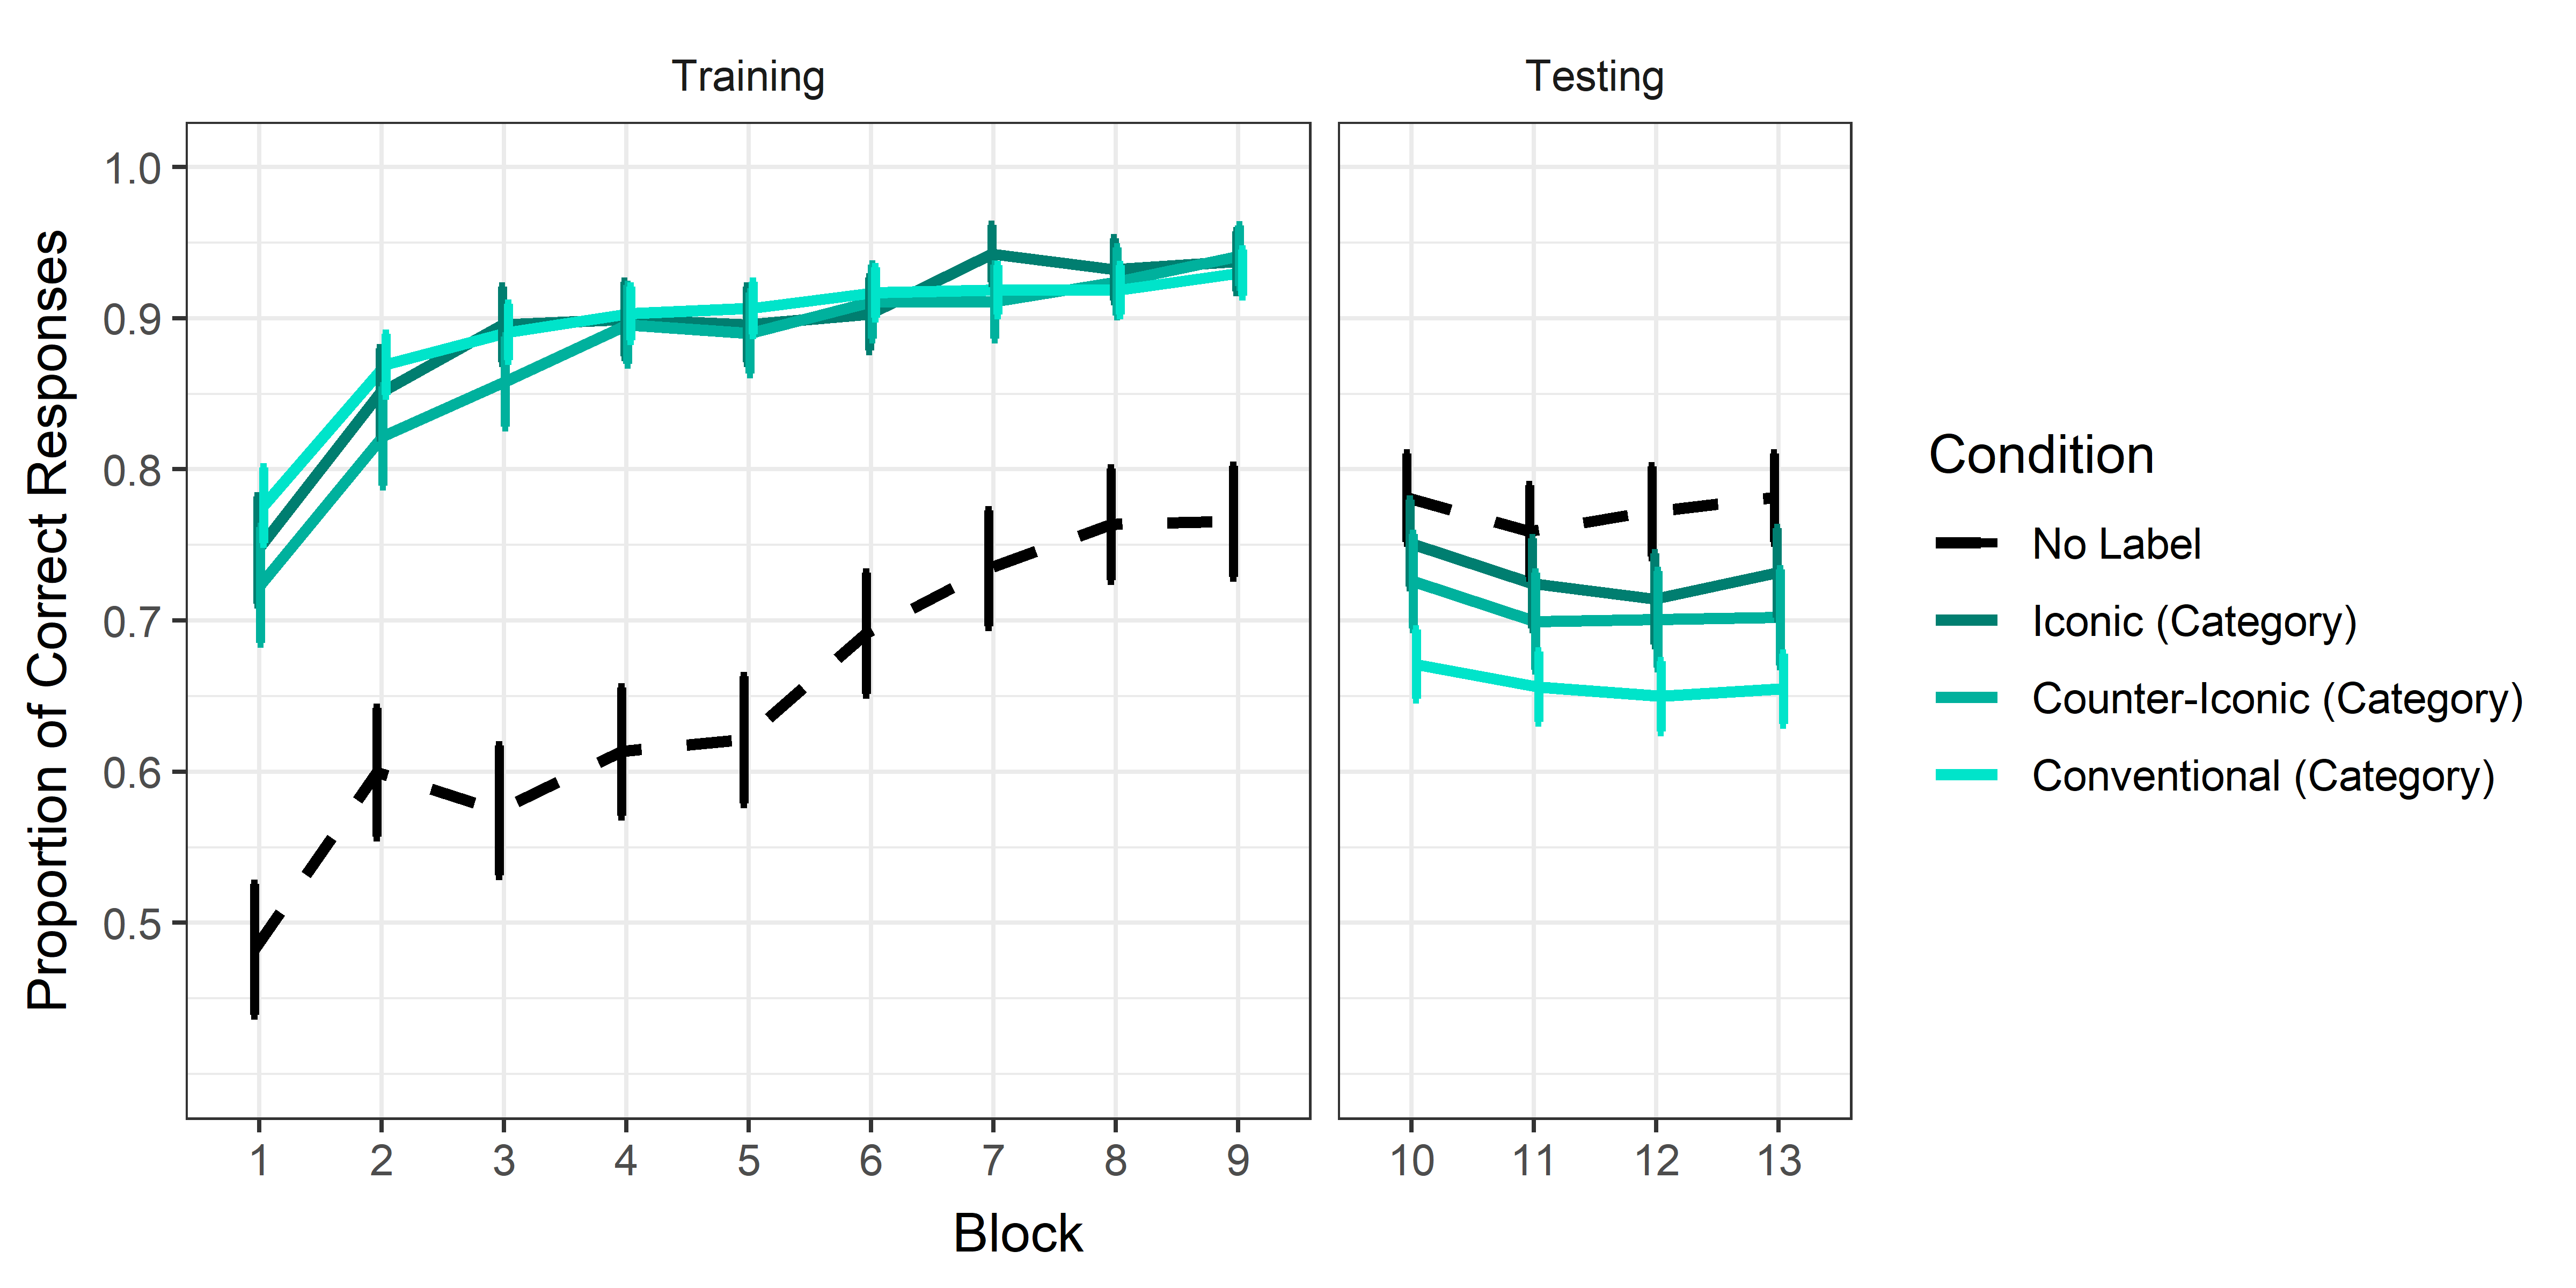 Training
Testing
1.0
0.9
0.8
0.7
0.6
0.5
Proportion of Correct Responses
1 2 3 4 5 6 7 8 9
10 11 12 13
Block
Condition
No Label
Iconic (Category)
Counter-Iconic (Category)
Conventional (Category)